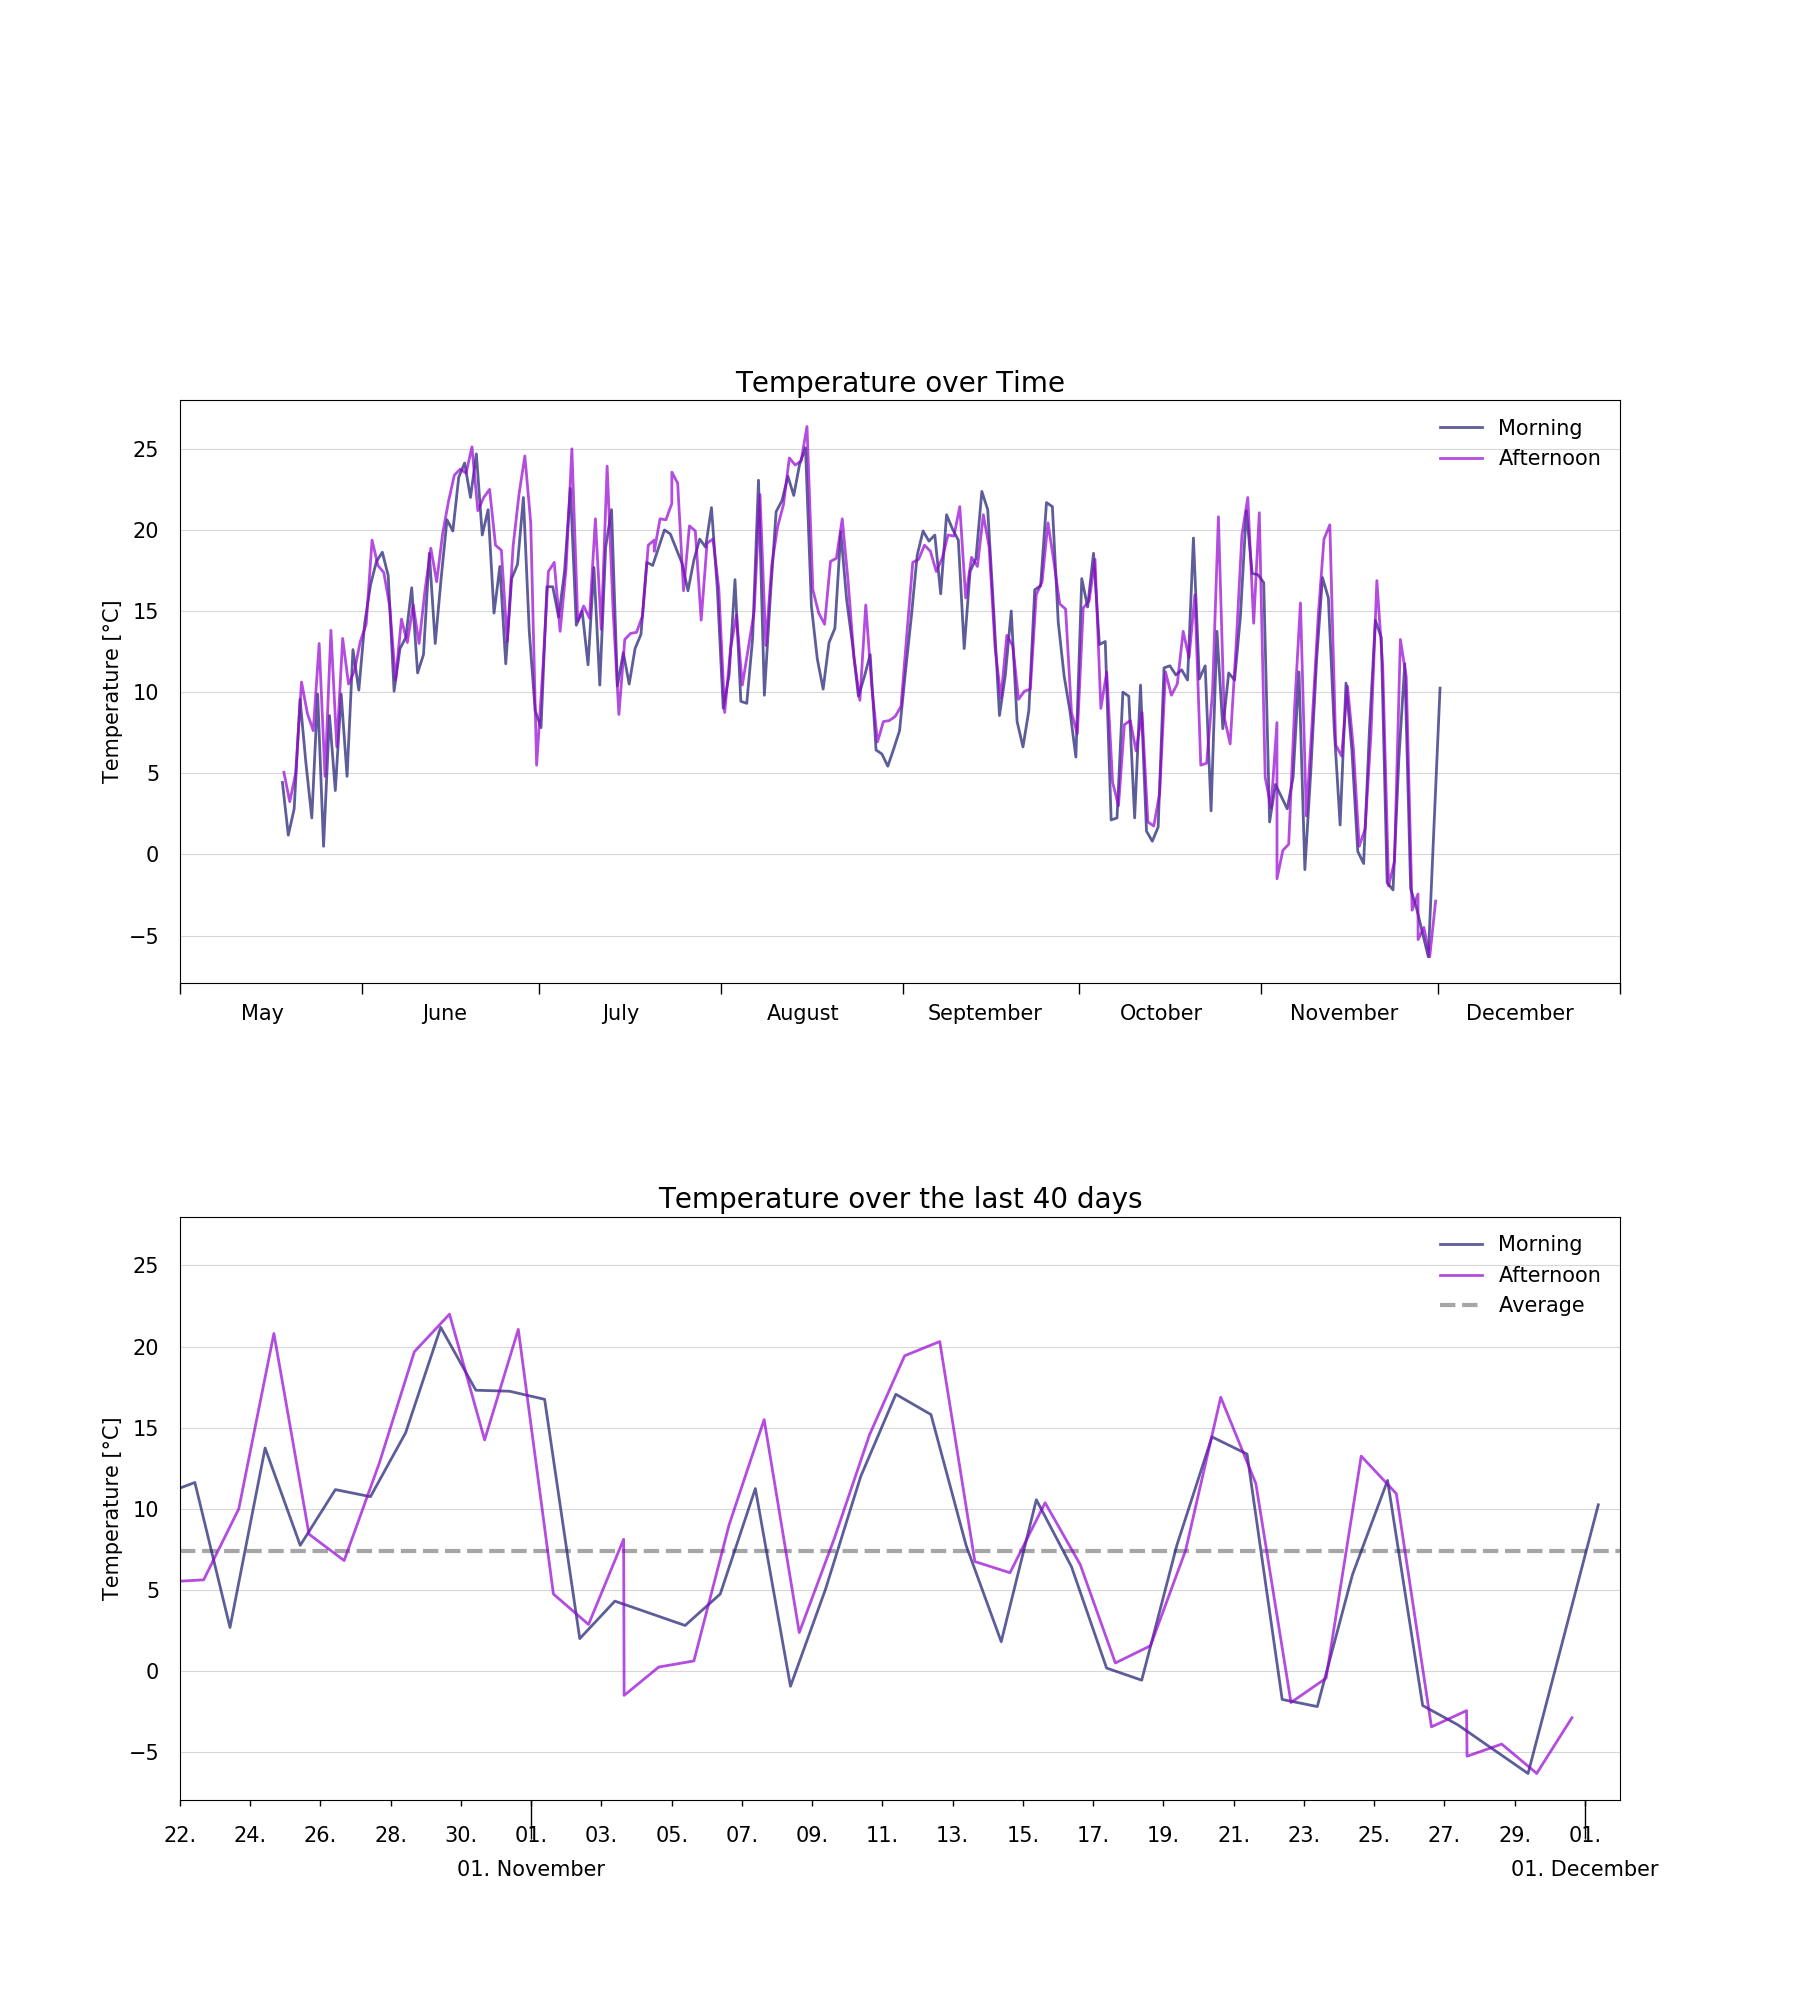 Temperature over Time
Morning
Afternoon
Temperature [°C]
25
20
15
10
5
0
−5
May June July August September October November December
Temperature over the last 40 days
Morning
Afternoon
Average
Temperature [°C]
25
20
15
10
5
0
−5
22. 24. 26. 28. 30. 01. 03. 05. 07. 09. 11. 13. 15. 17. 19. 21. 23. 25. 27. 29. 01.
01. November 01. December